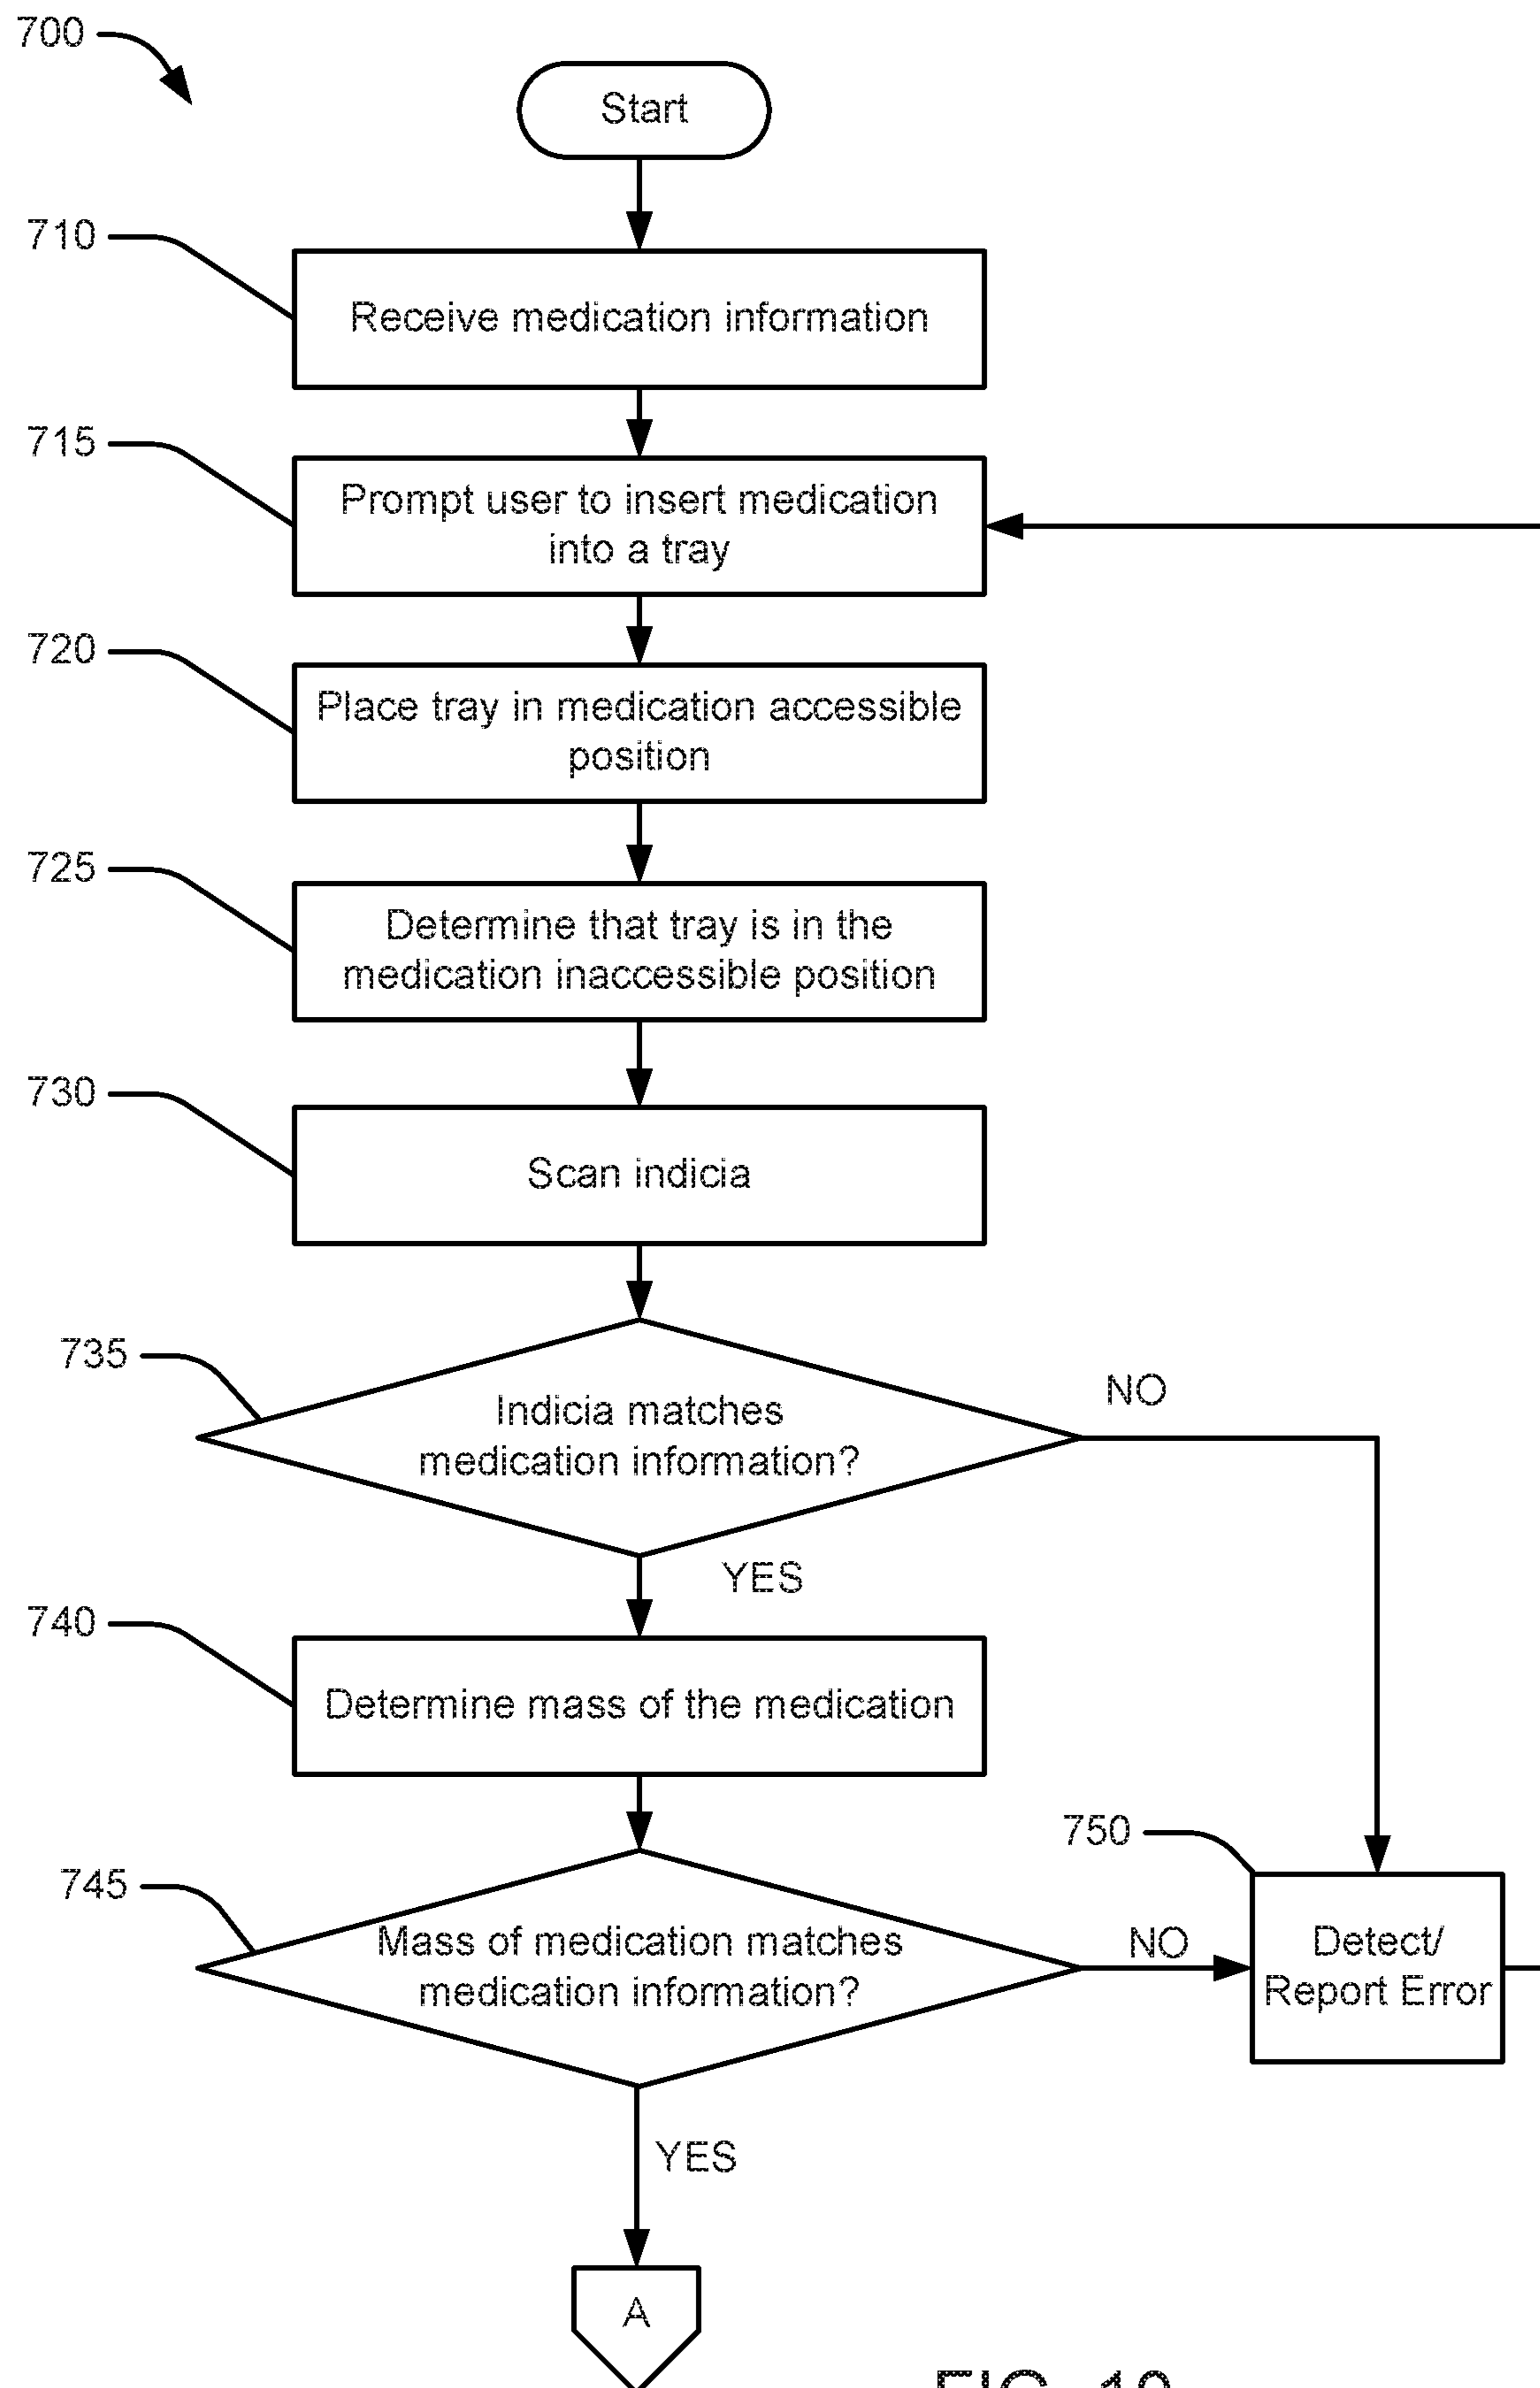 700
Start
710
Receive medication information
715
Prompt user to insert medication
into a tray
720
Place tray in medication accessible
position
725
Determine that tray is in the
medication inaccessible position
730
Scan indicia
735
Indicia matches
medication information?
NO
YES
740
Determine mass of the medication
745
Mass of medication matches
medication information?
NO
750
Detect/
Report Error
YES
A